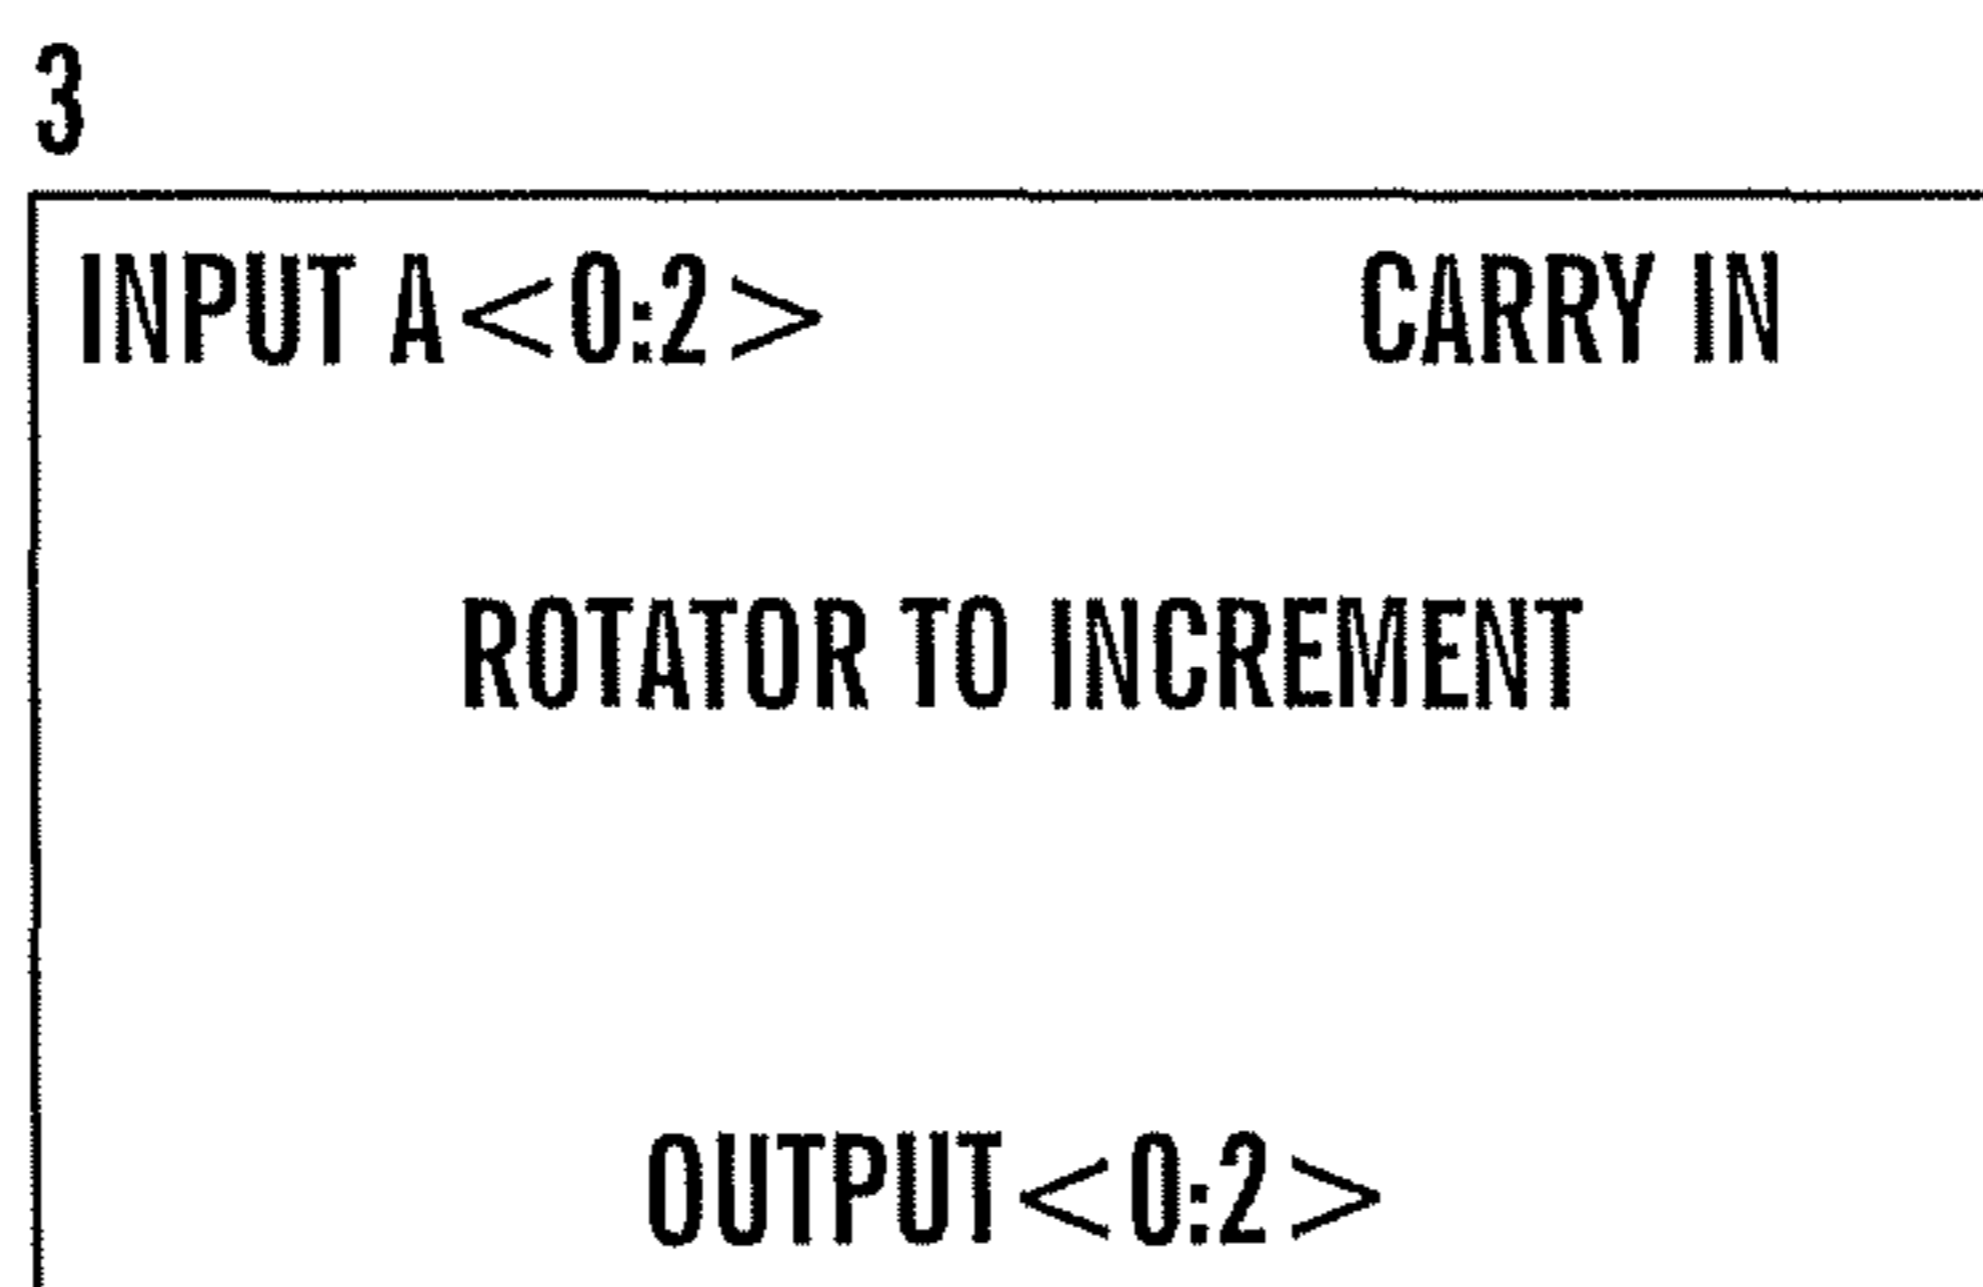 3
INPUT A<0:2> CARRY IN
ROTATOR TO INCREMENT
OUTPUT<0:2>